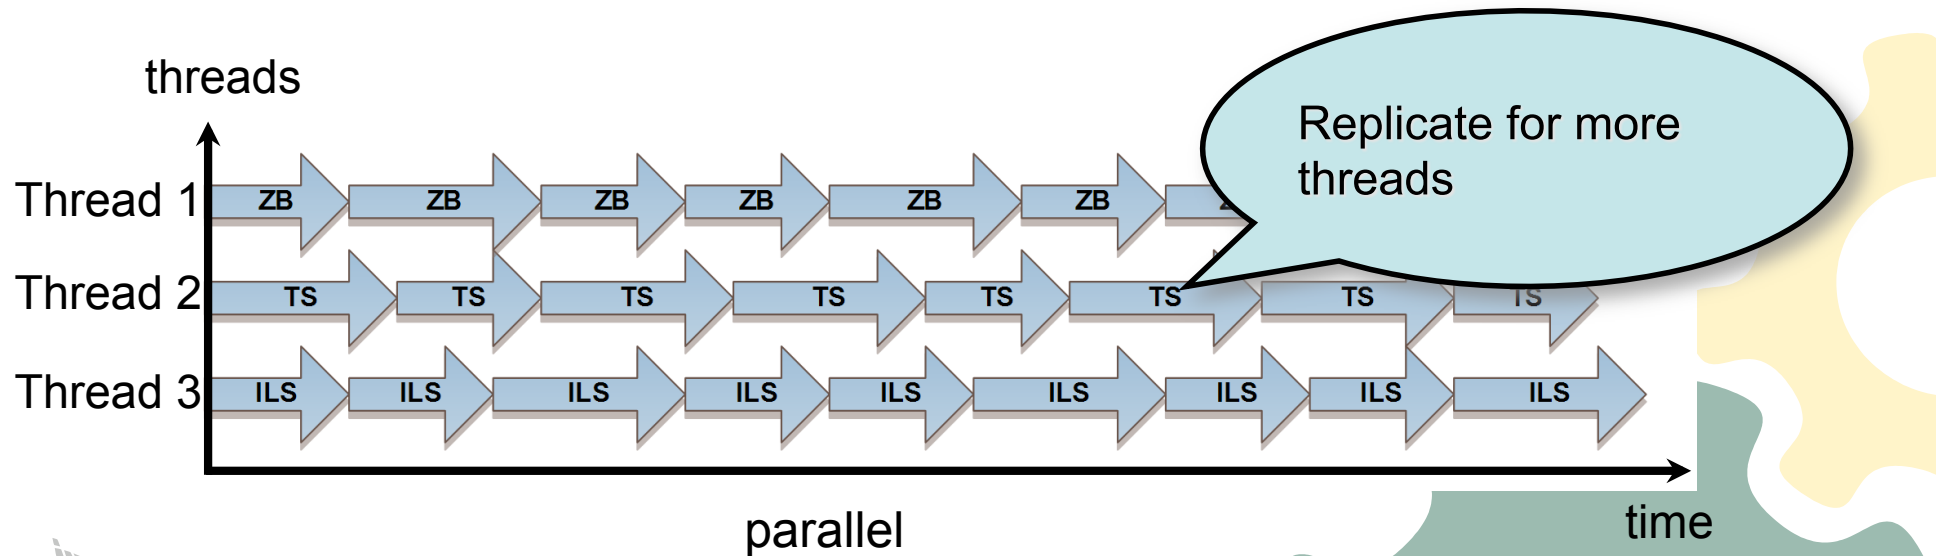 threads
Replicate for more
threads
Thread 1 ZB ZB ZB ZB ZB ZB
Thread 2 TS TS TS TS TS TS TS TS
Thread 3 ILS ILS ILS ILS ILS ILS ILS ILS ILS
parallel
time